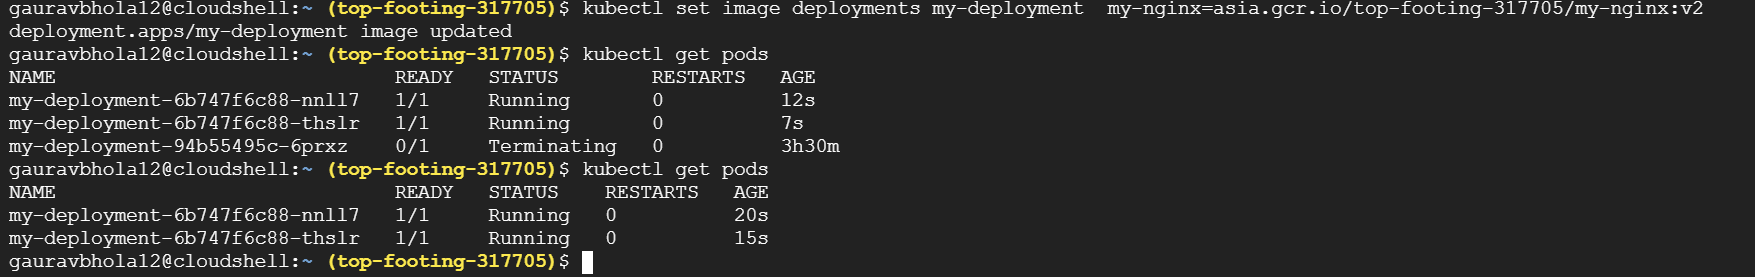 gauravbhola12@cloudshell:~ (top-footing-317705)$ kubectl set image deployments my-deployment  my-nginx=asia.gcr.io/top-footing-317705/my-nginx:v2
deployment.apps/my-deployment image updated
gauravbhola12@cloudshell:~ (top-footing-317705)$ kubectl get pods
NAME                             READY   STATUS        RESTARTS   AGE
my-deployment-6b747f6c88-nnll7   1/1     Running       0          12s
my-deployment-6b747f6c88-thslr   1/1     Running       0          7s
my-deployment-94b55495c-6prxz    0/1     Terminating   0          3h30m
gauravbhola12@cloudshell:~ (top-footing-317705)$ kubectl get pods
NAME                             READY   STATUS    RESTARTS   AGE
my-deployment-6b747f6c88-nnll7   1/1     Running   0          20s
my-deployment-6b747f6c88-thslr   1/1     Running   0          15s
gauravbhola12@cloudshell:~ (top-footing-317705)$